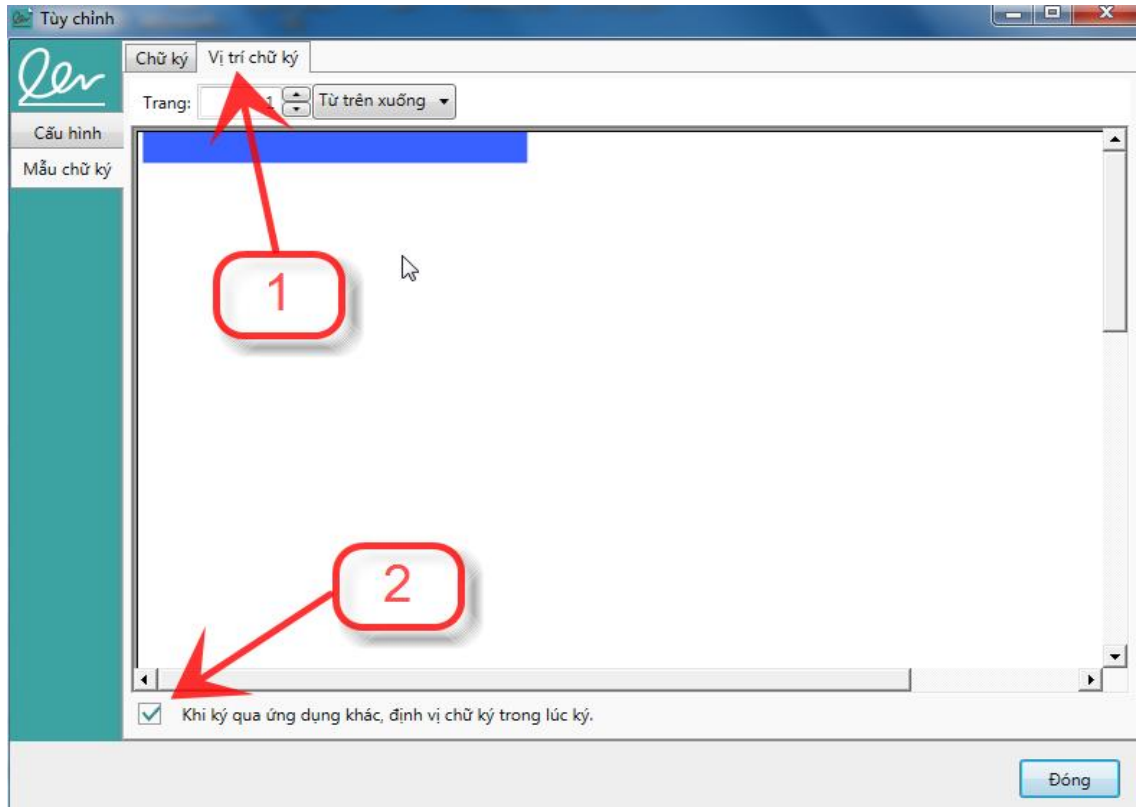 Tùy chỉnh
Chữ ký Vị trí chữ ký
Trang: 1 Từ trên xuống
Cấu hình
Mẫu chữ ký
1
2
Khi ký qua ứng dụng khác, định vị chữ ký trong lúc ký.
Đóng